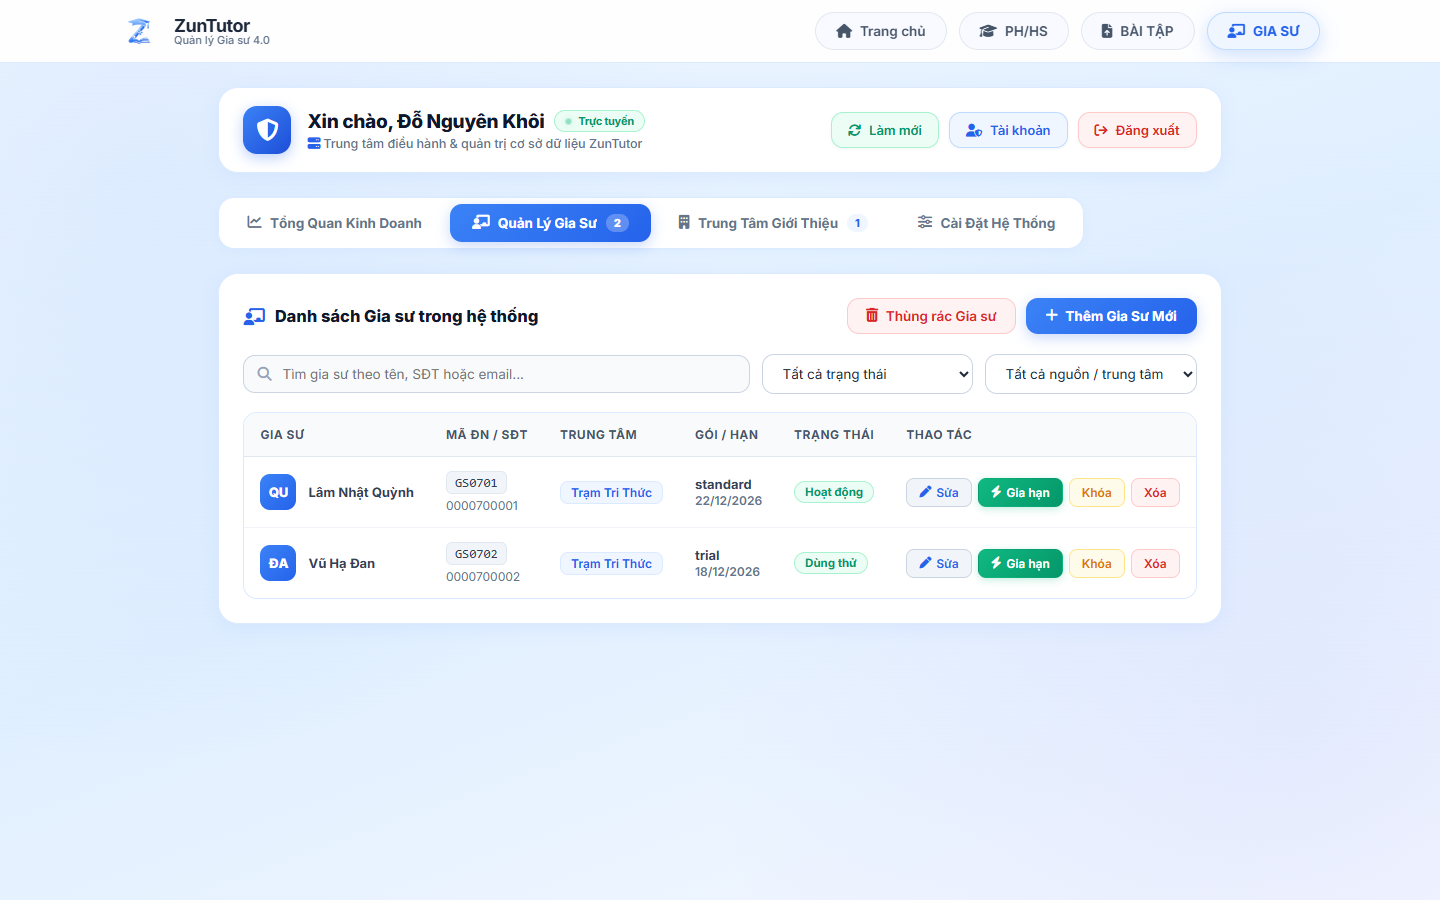 ZunTutor
Quản lý Gia sư 4.0
Trang chủ
PH/HS
BÀI TẬP
GIA SƯ
Xin chào, Đỗ Nguyên Khôi
Trực tuyến
Trung tâm điều hành & quản trị cơ sở dữ liệu ZunTutor
Làm mới
Tài khoản
Đăng xuất
Tổng Quan Kinh Doanh
Quản Lý Gia Sư 2
Trung Tâm Giới Thiệu 1
Cài Đặt Hệ Thống
Danh sách Gia sư trong hệ thống
Thùng rác Gia sư
Thêm Gia Sư Mới
Tìm gia sư theo tên, SĐT hoặc email...
Tất cả trạng thái
Tất cả nguồn / trung tâm
GIA SƯ MÃ ĐN / SĐT TRUNG TÂM GÓI / HẠN TRẠNG THÁI THAO TÁC
QU Lâm Nhật Quỳnh
GS0701
0000700001
Trạm Tri Thức
standard
22/12/2026
Hoạt động
Sửa Gia hạn Khóa Xóa
ĐA Vũ Hạ Đan
GS0702
0000700002
Trạm Tri Thức
trial
18/12/2026
Dùng thử
Sửa Gia hạn Khóa Xóa